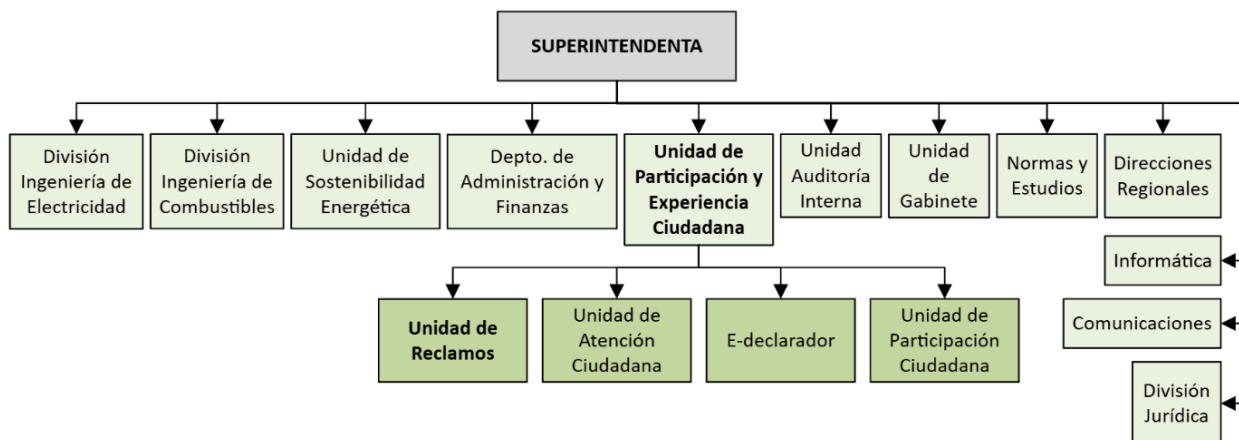 SUPERINTENDENTA
División
Ingeniería de
Electricidad
División
Ingeniería de
Combustibles
Unidad de
Sostenibilidad
Energética
Depto. de
Administración y
Finanzas
Unidad de
Participación y
Experiencia
Ciudadana
Unidad
Auditoría
Interna
Unidad
de
Gabinete
Normas y
Estudios
Direcciones
Regionales
Informática
Comunicaciones
División
Jurídica
Unidad de
Reclamos
Unidad de
Atención
Ciudadana
E-declarador
Unidad de
Participación
Ciudadana